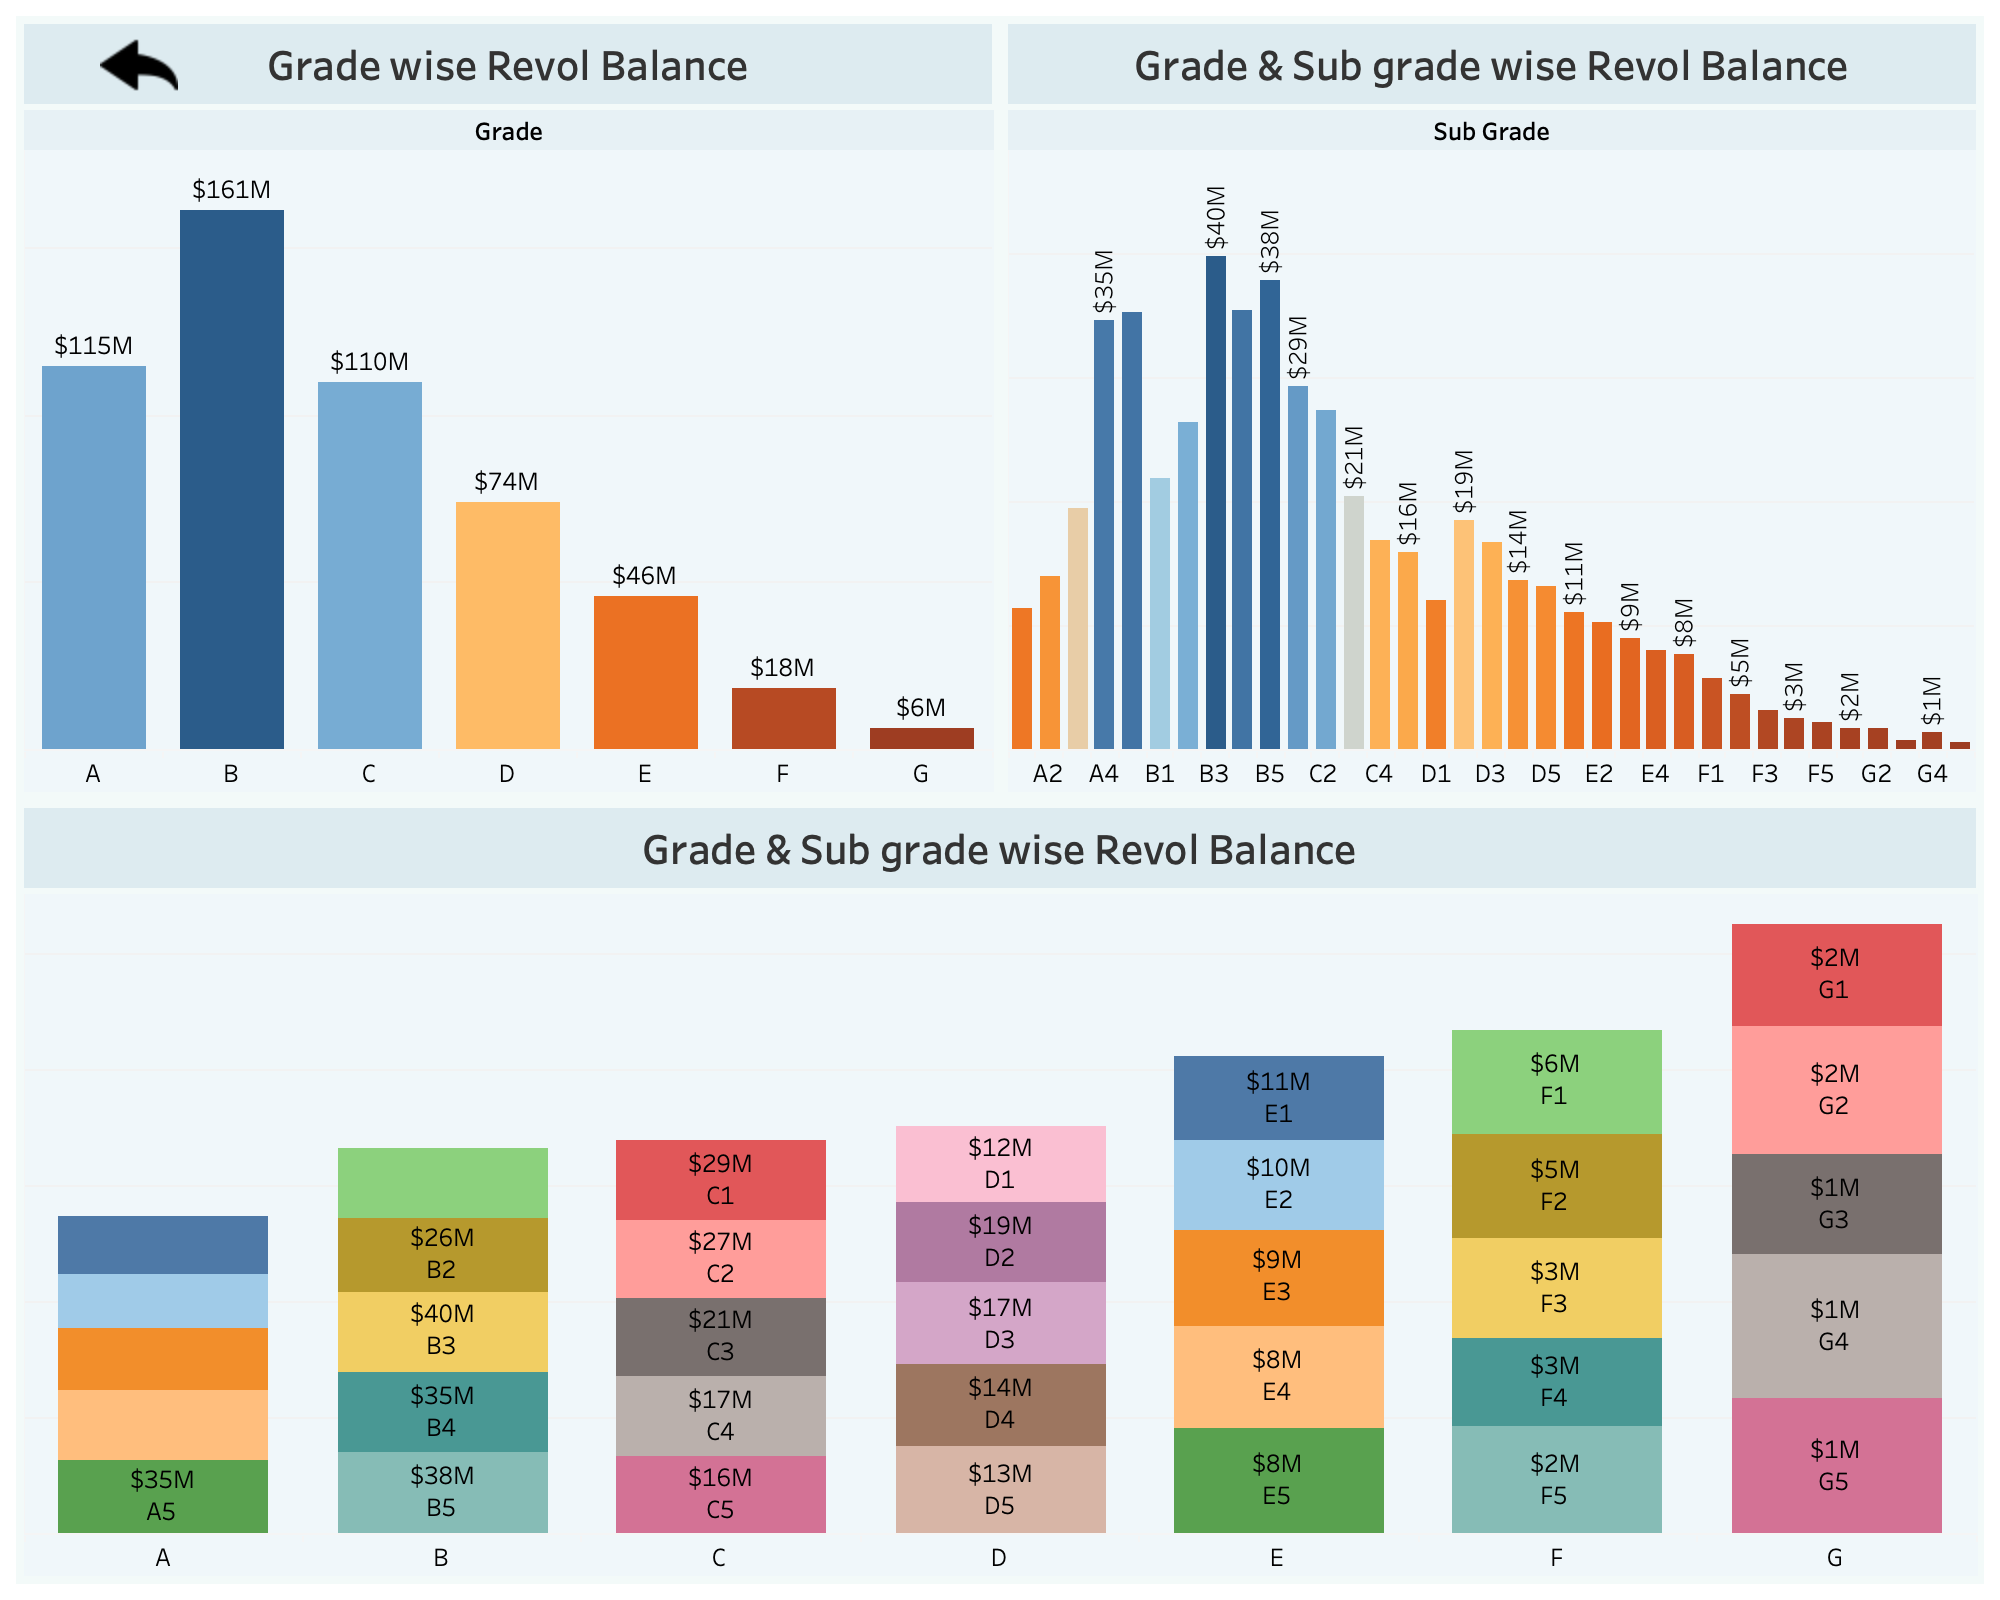 Grade wise Revol Balance
Grade
$161M
$115M
$110M
$74M
$46M
$18M
$6M
A B C D E F G
Grade & Sub grade wise Revol Balance
Sub Grade
$35M
$40M
$38M
$29M
$21M
$16M
$19M
$14M
$11M
$9M
$8M
$5M
$3M
$2M
$1M
A2 A4 B1 B3 B5 C2 C4 D1 D3 D5 E2 E4 F1 F3 F5 G2 G4
Grade & Sub grade wise Revol Balance
$35M
A5
$26M
B2
$40M
B3
$35M
B4
$38M
B5
$29M
C1
$27M
C2
$21M
C3
$17M
C4
$16M
C5
$12M
D1
$19M
D2
$17M
D3
$14M
D4
$13M
D5
$11M
E1
$10M
E2
$9M
E3
$8M
E4
$8M
E5
$6M
F1
$5M
F2
$3M
F3
$3M
F4
$2M
F5
$2M
G1
$2M
G2
$1M
G3
$1M
G4
$1M
G5
A B C D E F G